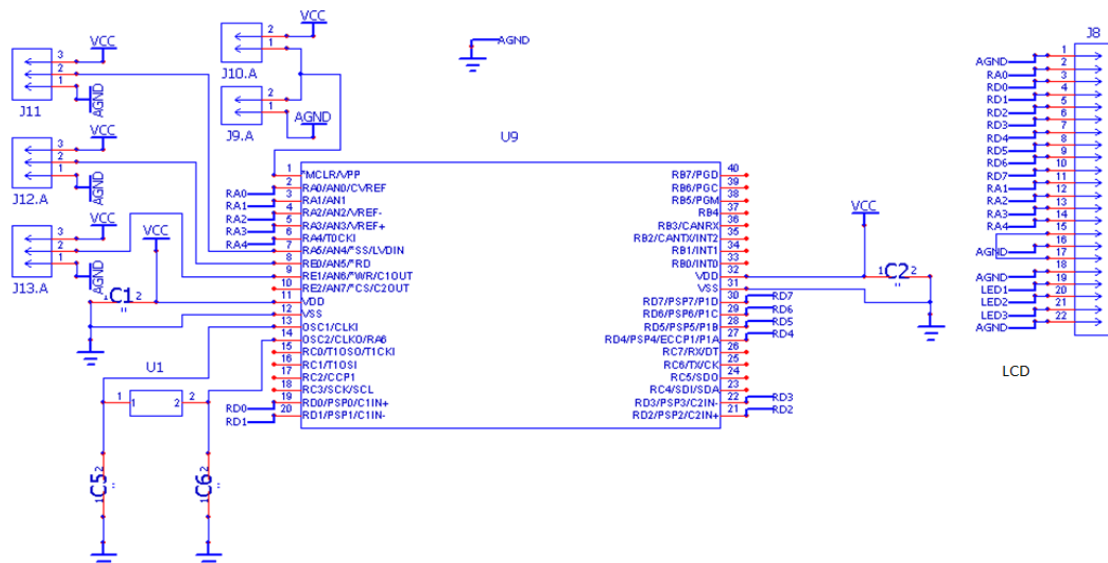 VCC
3
2
1
AGND
J11
VCC
3
2
1
AGND
J12.A
VCC
3
2
1
AGND
J13.A
VCC
2
1
J10.A
2
1
AGND
J9.A
AGND
U9
1 *MCLR/VPP
RA0 2 RA0/AN0/CVREF
RA1 3 RA1/AN1
RA2 4 RA2/AN2/VREF-
RA3 5 RA3/AN3/VREF+
RA4 6 RA4/T0CKI
7 RA5/AN4/*SS/LVDIN
8 RE0/AN5/*RD
9 RE1/AN6/*WR/C1OUT
10 RE2/AN7/*CS/C2OUT
11 VDD
12 VSS
13 OSC1/CLKI
14 OSC2/CLKO/RA6
15 RC0/T1OSO/T1CKI
16 RC1/T1OSI
17 RC2/CCP1
18 RC3/SCK/SCL
RD0 19 RD0/PSP0/C1IN+
RD1 20 RD1/PSP1/C1IN-
RB7/PGD 40
RB6/PGC 39
RB5/PGM 38
RB4 37
RB3/CANRX 36
RB2/CANTX/INT2 35
RB1/INT1 34
RB0/INT0 33
VDD 32
VSS 31
RD7/PSP7/P1D 30 RD7
RD6/PSP6/P1C 29 RD6
RD5/PSP5/P1B 28 RD5
RD4/PSP4/ECCP1/P1A 27 RD4
RC7/RX/DT 26
RC6/TX/CK 25
RC5/SDO 24
RC4/SDI/SDA 23
RD3/PSP3/C2IN- 22 RD3
RD2/PSP2/C2IN+ 21 RD2
VCC
1 C1 2
U1
1 1 2 2
1 C5 2
1 C6 2
VCC
1 C2 2
J8
1
AGND 2
RA0 3
RD0 4
RD1 5
RD2 6
RD3 7
RD4 8
RD5 9
RD6 10
RD7 11
RA1 12
RA2 13
RA3 14
RA4 15
16
AGND 17
18
AGND 19
LED1 20
LED2 21
LED3 22
AGND
LCD